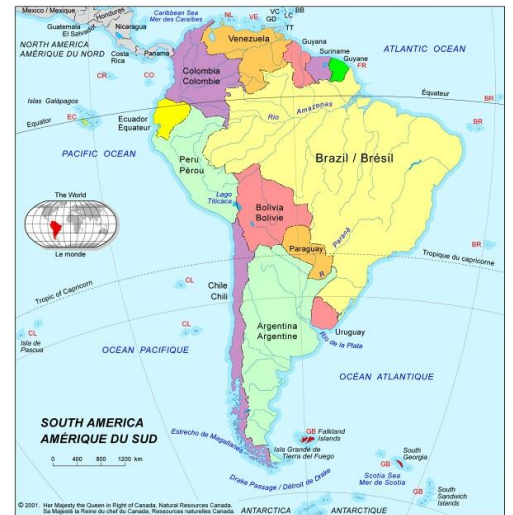 Mexico / Mexique
Honduras
Guatemala
El Salvador
Nicaragua
Costa
Rica
Panama
NORTH AMERICA
AMÉRIQUE DU NORD
Caribbean Sea
Mer des Caraïbes
NL
VE
VC
GD
BB
LC
TT
CR
CO
Venezuela
Guyana
Suriname
Guyane
FR
ATLANTIC OCEAN
Colombia
Colombie
Islas Galápagos
EC
Equator
Équateur
BR
BR
Ecuador
Équateur
Rio Amazonas
PACIFIC OCEAN
Peru
Pérou
Brazil / Brésil
The World
Le monde
Lago
Titicaca
Bolivia
Bolivie
Paraná
BR
Paraguay
R
Tropique du capricorne
Tropic of Capricorn
CL
Chile
Chili
CL
CL
Isla de
Pascua
Argentina
Argentine
Uruguay
Rio de la Plata
OCÉAN PACIFIQUE
OCÉAN ATLANTIQUE
SOUTH AMERICA
AMÉRIQUE DU SUD
0 400 800 1200 km
Estrecho de Magallanes
GB Falkland
Islands
Isla Grande de
Tierra del Fuego
GB
South
Georgia
Scotia Sea
Mer de Scotia
GB
South
Sandwich
Islands
Drake Passage / Détroit de Drake
ANTARCTICA
ANTARCTIQUE
© 2001. Her Majesty the Queen in Right of Canada, Natural Resources Canada.
Sa Majesté la Reine du chef du Canada, Ressources naturelles Canada.